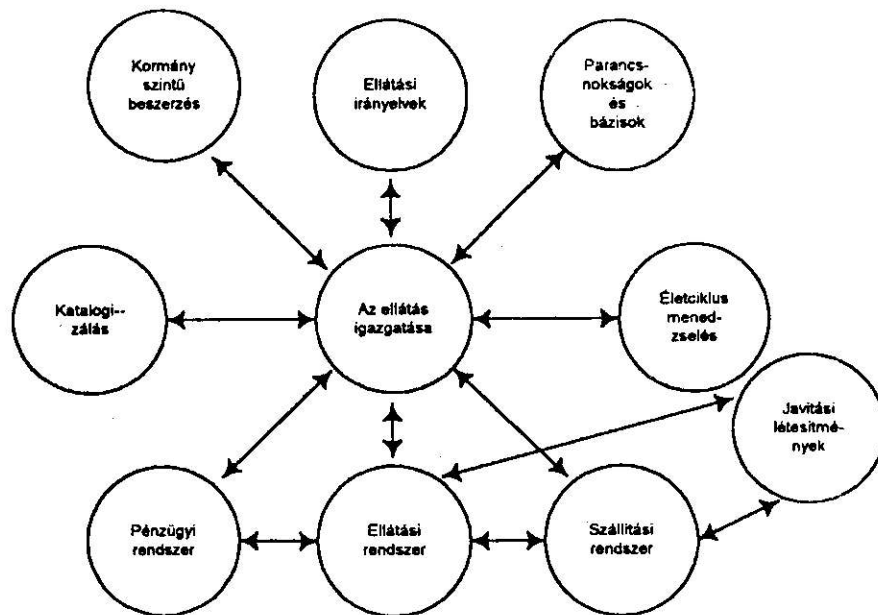 Kormány
szintű
beszerzés
Ellátási
irányelvek
Parancs-
nokságok
és
bázisok
Katalogi--
zálás
Az ellátás
igazgatása
Életciklus
mened-
zselés
Javítási
létesítmé-
nyek
Pénzügyi
rendszer
Ellátási
rendszer
Szállítási
rendszer